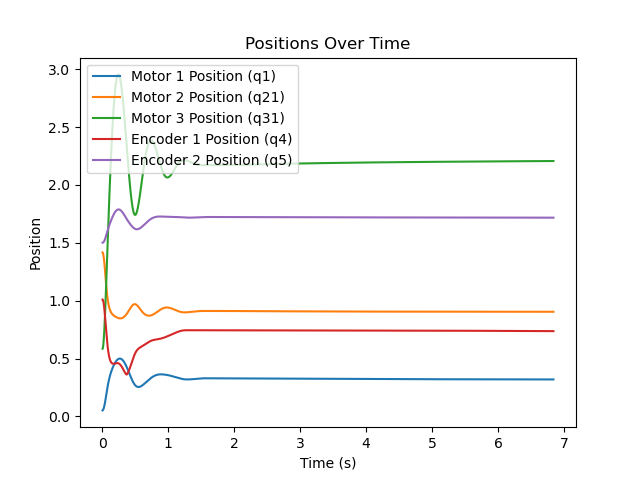 Positions Over Time
Motor 1 Position (q1)
Motor 2 Position (q21)
Motor 3 Position (q31)
Encoder 1 Position (q4)
Encoder 2 Position (q5)
Position
3.0
2.5
2.0
1.5
1.0
0.5
0.0
0 1 2 3 4 5 6 7
Time (s)